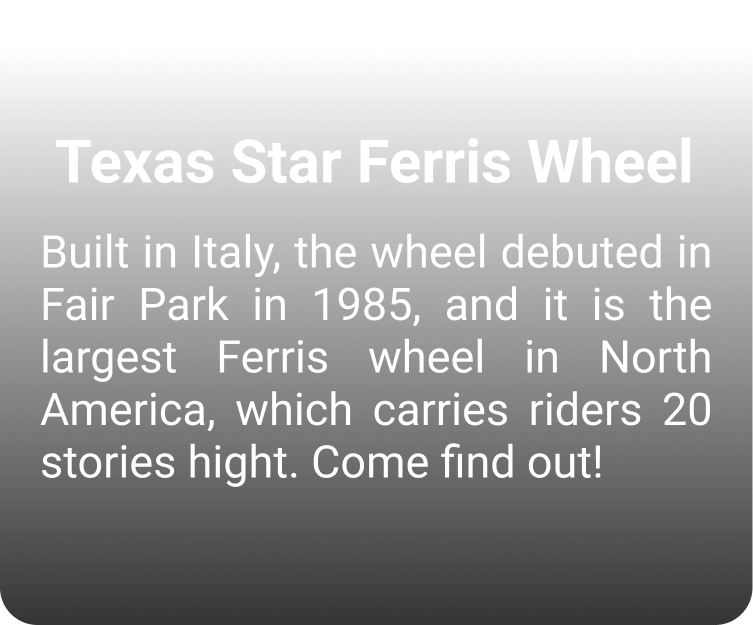 Texas Star Ferris Wheel
Built in Italy, the wheel debuted in
Fair Park in 1985, and it is the
largest Ferris wheel in North
America, which carries riders 20
stories hight. Come find out!